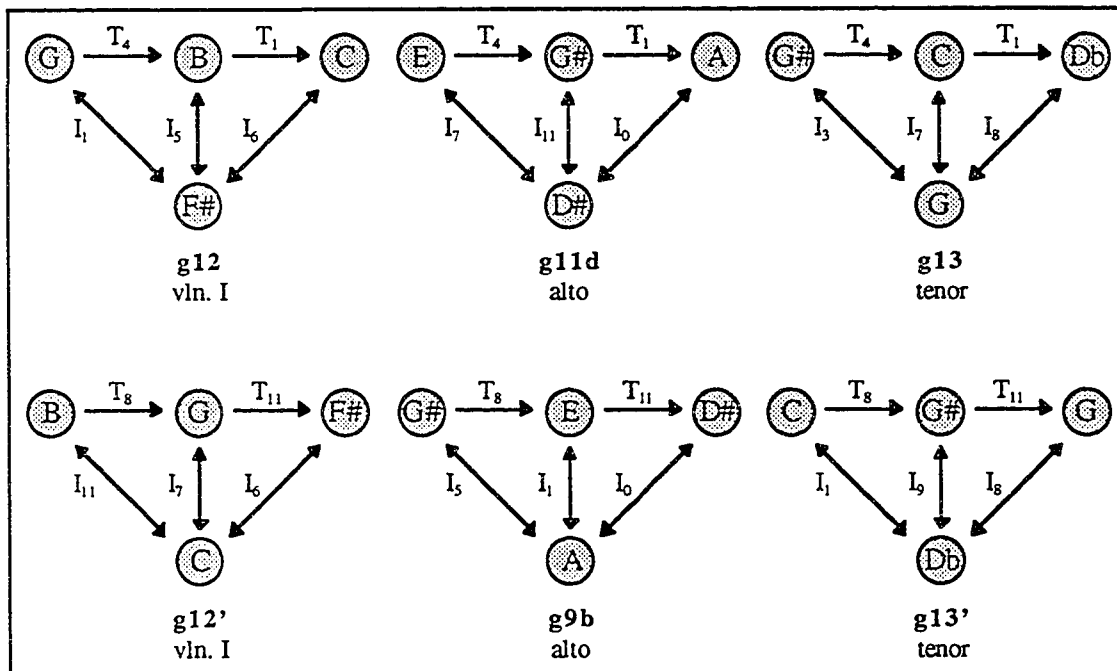 T₄ T₁ T₄ T₁ T₄ T₁
G B C E G# A G# C Db
I₁ I₅ I₆ I₇ I₁₁ I₀ I₃ I₇ I₈
F# D# G
g12 g11d g13
vln. I alto tenor
T₈ T₁₁ T₈ T₁₁ T₈ T₁₁
B G F# G# E D# C G# G
I₁₁ I₇ I₆ I₅ I₁ I₀ I₁ I₉ I₈
C A Db
g12' g9b g13'
vln. I alto tenor